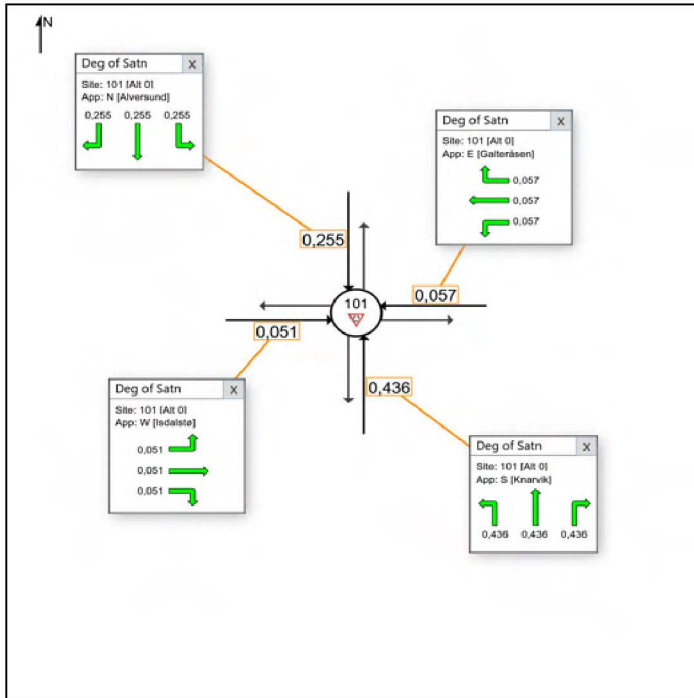 N
Deg of Satn X
Site: 101 [Alt 0]
App: N [Alversund]
0,255 0,255 0,255
Deg of Satn X
Site: 101 [Alt 0]
App: E [Galteråsen]
0,057
0,057
0,057
0,255
0,057
101
0,051
0,436
Deg of Satn X
Site: 101 [Alt 0]
App: W [Isdalstø]
0,051
0,051
0,051
Deg of Satn X
Site: 101 [Alt 0]
App: S [Knarvik]
0,436 0,436 0,436